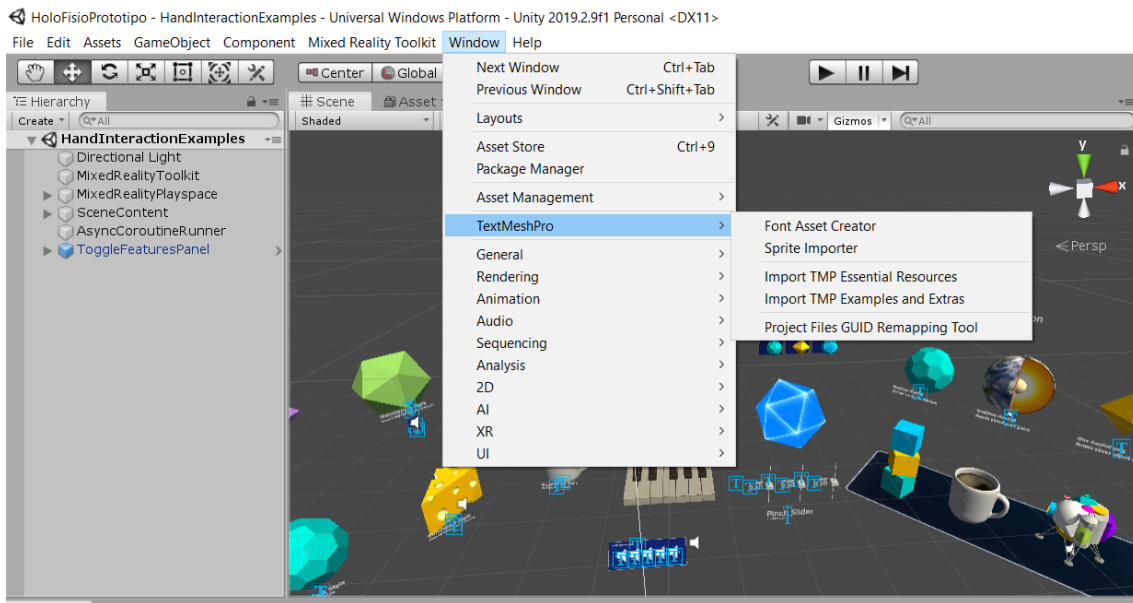 HoloFisioPrototipo - HandInteractionExamples - Universal Windows Platform - Unity 2019.2.9f1 Personal <DX11>
File Edit Assets GameObject Component Mixed Reality Toolkit Window Help
Center Global
Hierarchy
Create All
HandInteractionExamples
Directional Light
MixedRealityToolkit
MixedRealityPlayspace
SceneContent
AsyncCoroutineRunner
ToggleFeaturesPanel
Scene Asset
Shaded
Gizmos All
Next Window Ctrl+Tab
Previous Window Ctrl+Shift+Tab
Layouts
Asset Store Ctrl+9
Package Manager
Asset Management
TextMeshPro
General
Rendering
Animation
Audio
Sequencing
Analysis
2D
AI
XR
UI
Font Asset Creator
Sprite Importer
Import TMP Essential Resources
Import TMP Examples and Extras
Project Files GUID Remapping Tool
y
x
Persp
Pinch Slider